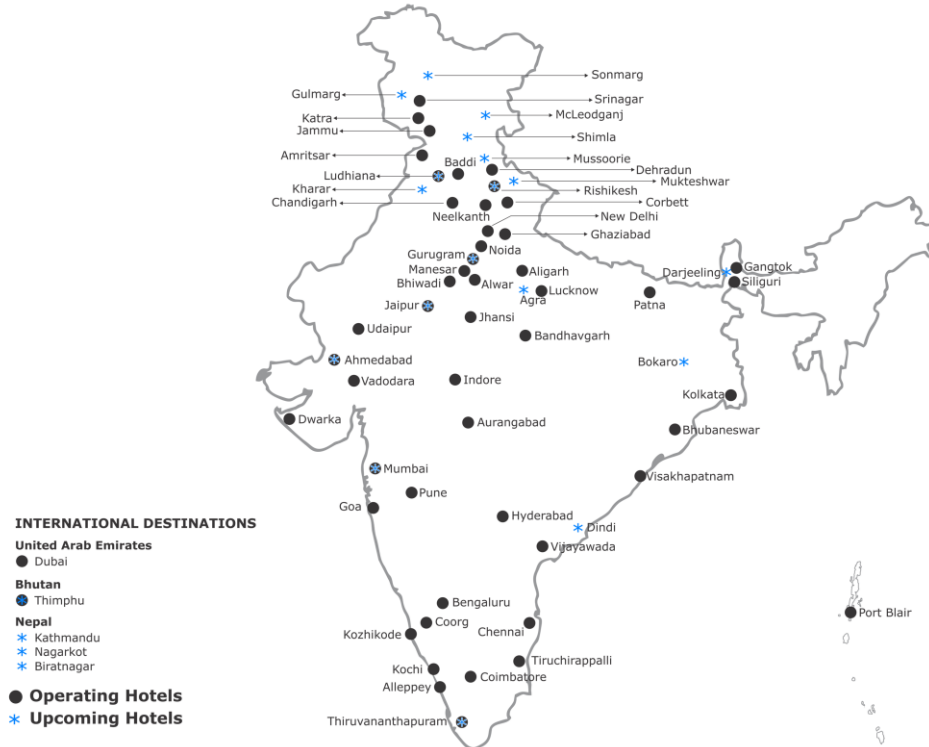 Sonmarg
Gulmarg
Srinagar
Katra
McLeodganj
Jammu
Shimla
Amritsar
Mussoorie
Baddi
Dehradun
Ludhiana
Mukteshwar
Kharar
Rishikesh
Chandigarh
Corbett
Neelkanth
New Delhi
Ghaziabad
Noida
Gurugram
Manesar
Aligarh
Darjeeling
Gangtok
Bhiwadi
Alwar
Siliguri
Lucknow
Agra
Patna
Jaipur
Jhansi
Udaipur
Bandhavgarh
Ahmedabad
Bokaro
Vadodara
Indore
Kolkata
Dwarka
Aurangabad
Bhubaneswar
Mumbai
Visakhapatnam
Pune
Goa
Hyderabad
Dindi
Vijayawada
Bengaluru
Port Blair
Coorg
Chennai
Kozhikode
Tiruchirappalli
Kochi
Coimbatore
Alleppey
Thiruvananthapuram
INTERNATIONAL DESTINATIONS
United Arab Emirates
Dubai
Bhutan
Thimphu
Nepal
Kathmandu
Nagarkot
Biratnagar
Operating Hotels
Upcoming Hotels